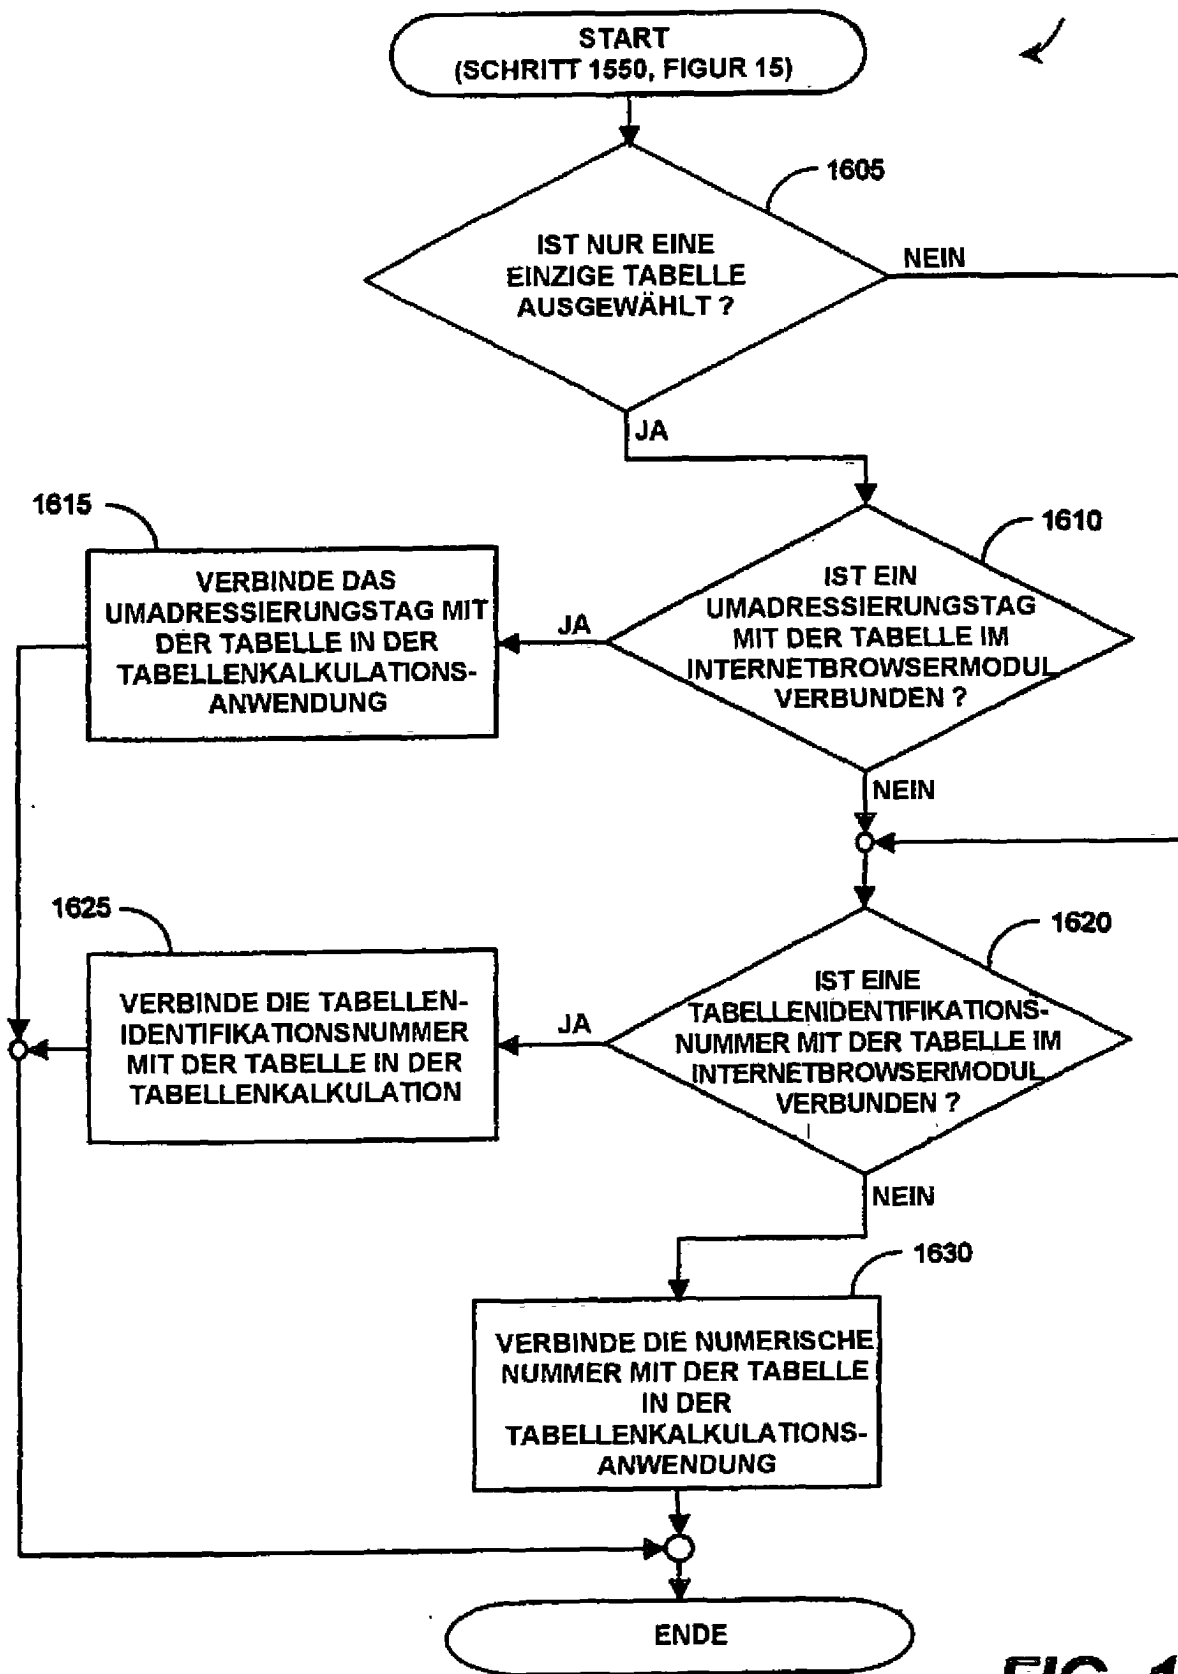 START
(SCHRITT 1550, FIGUR 15)
1605
IST NUR EINE
EINZIGE TABELLE
AUSGEWÄHLT ?
NEIN
JA
1615
1610
VERBINDE DAS
UMADRESSIERUNGSTAG MIT
DER TABELLE IN DER
TABELLENKALKULATIONS-
ANWENDUNG
JA
IST EIN
UMADRESSIERUNGSTAG
MIT DER TABELLE IM
INTERNETBROWSERMODUL
VERBUNDEN ?
NEIN
1625
1620
VERBINDE DIE TABELLEN-
IDENTIFIKATIONSNUMMER
MIT DER TABELLE IN DER
TABELLENKALKULATION
JA
IST EINE
TABELLENIDENTIFIKATIONS-
NUMMER MIT DER TABELLE IM
INTERNETBROWSERMODUL
VERBUNDEN ?
NEIN
1630
VERBINDE DIE NUMERISCHE
NUMMER MIT DER TABELLE
IN DER
TABELLENKALKULATIONS-
ANWENDUNG
ENDE
FIG. 1